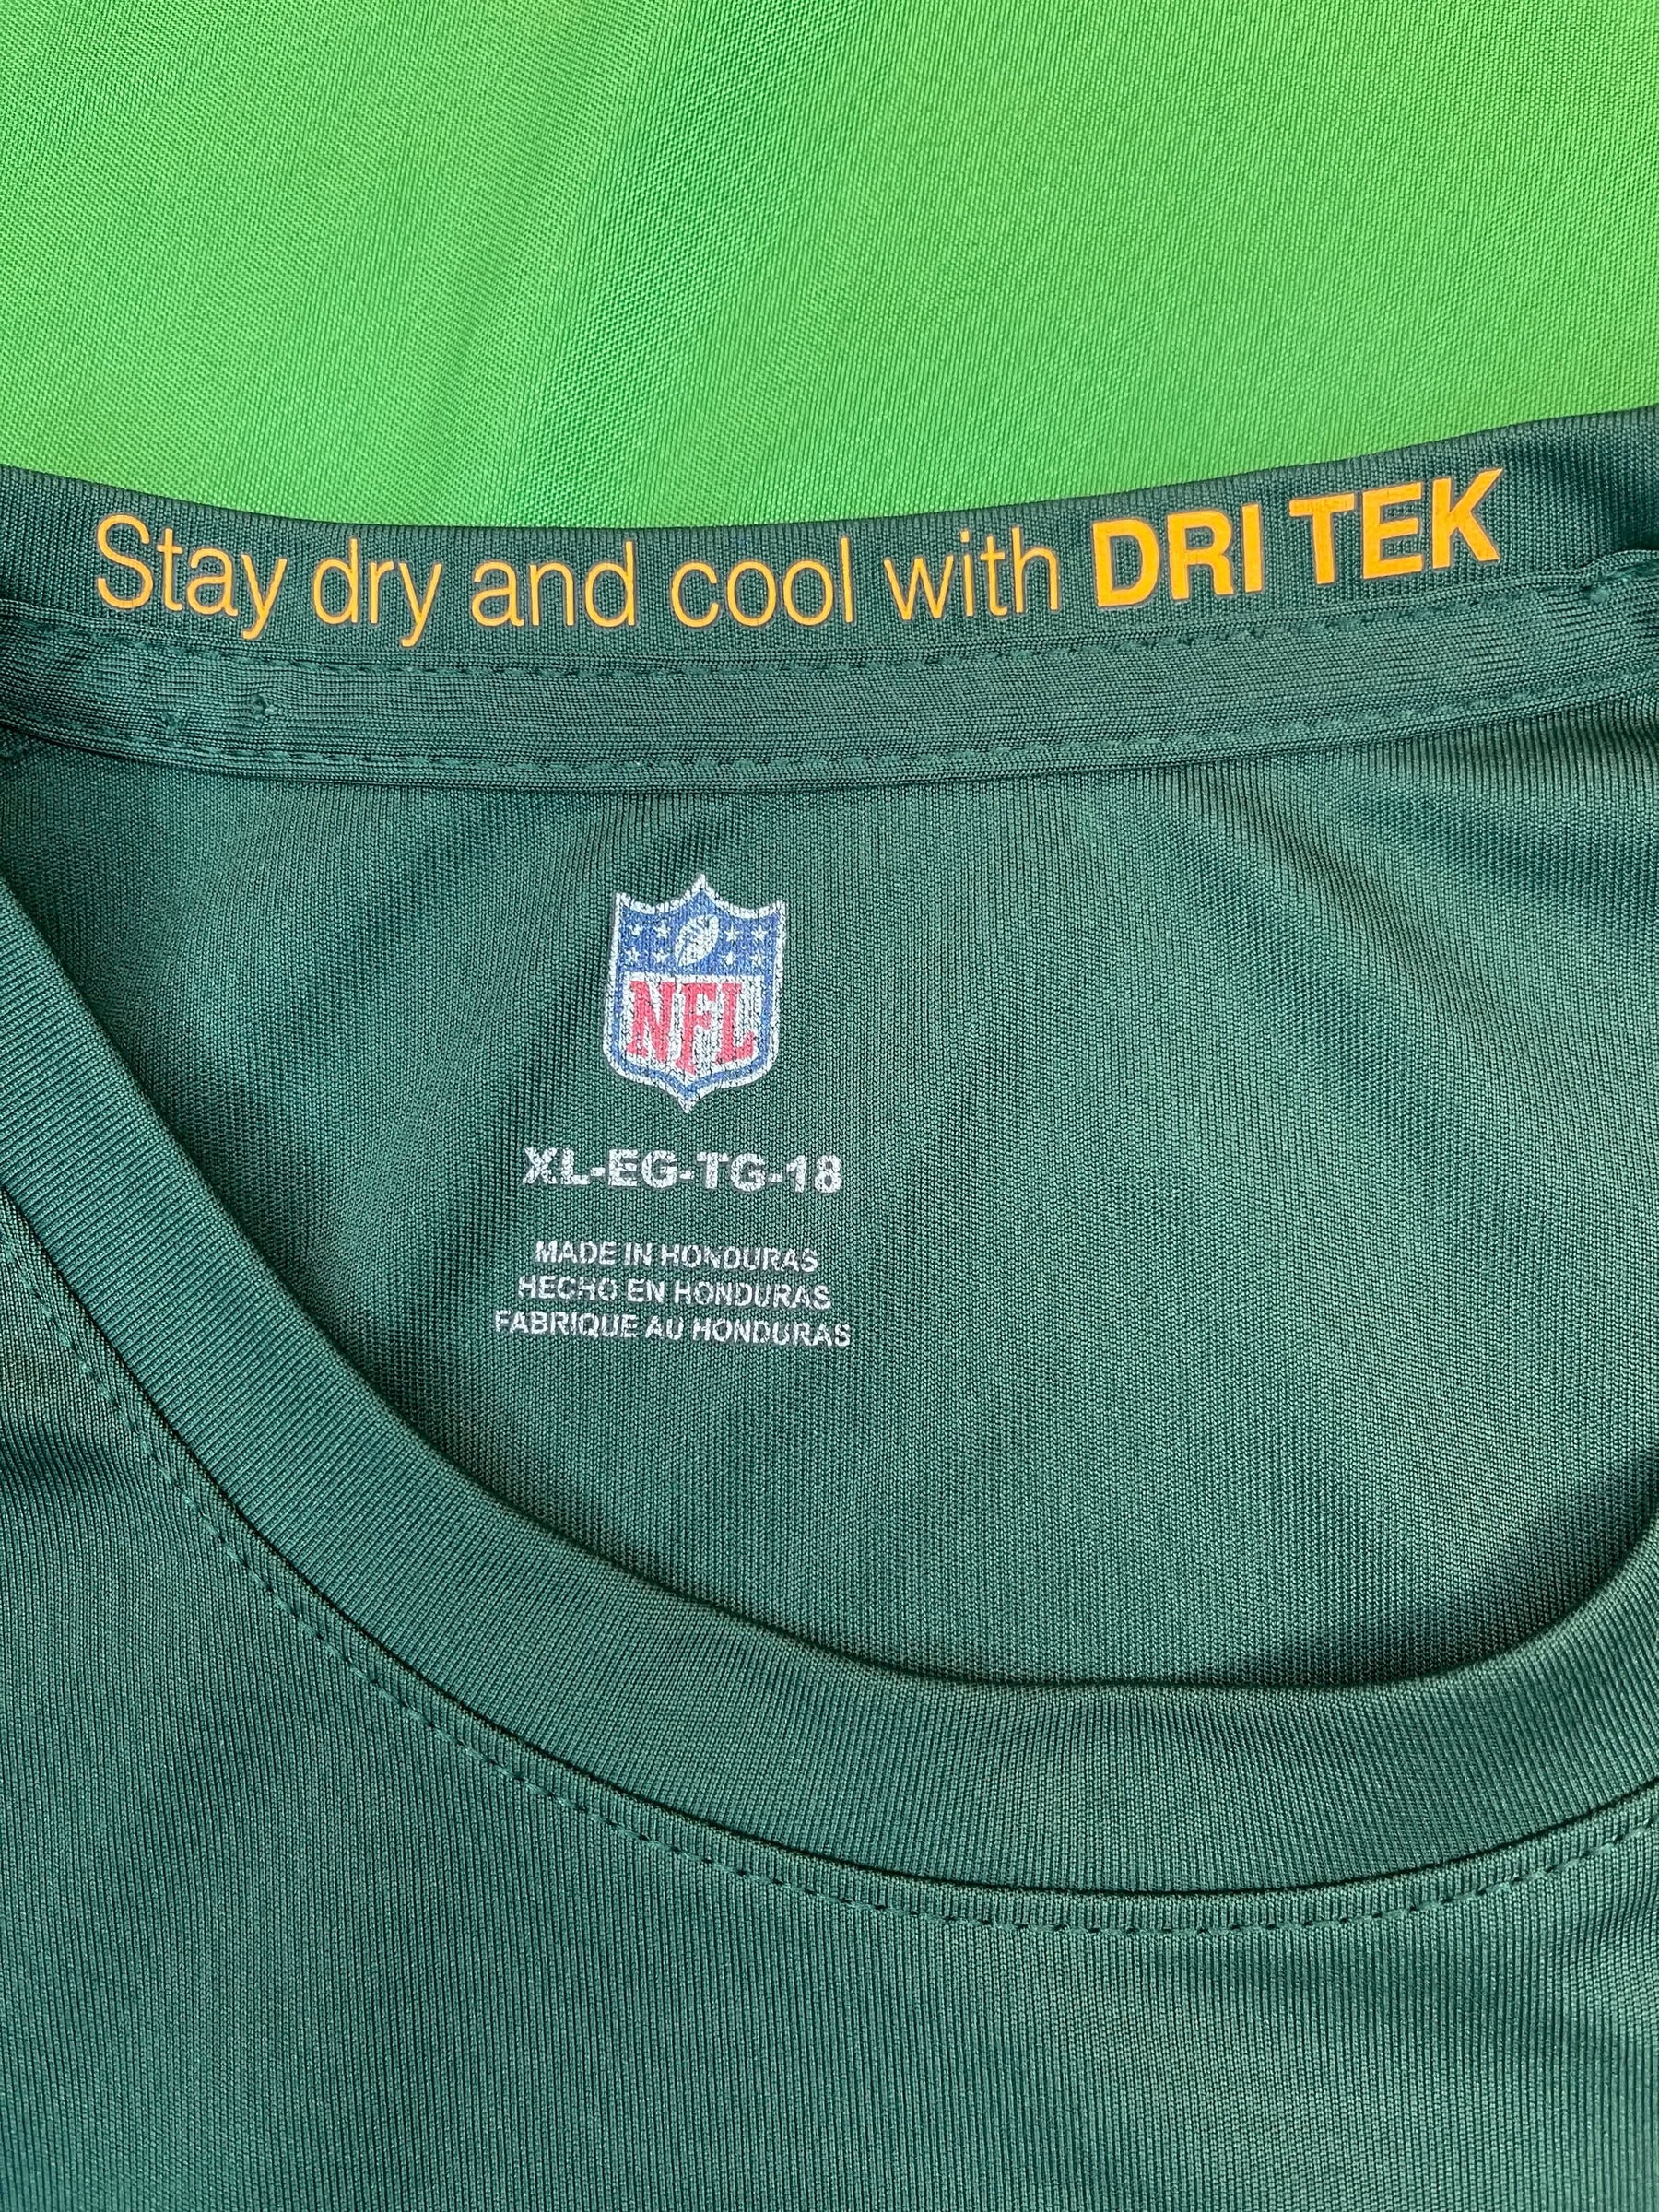 Stay dry and cool with DRI TEK
NFL
XL-EG-TG-18
MADE IN HONDURAS
HECHO EN HONDURAS
FABRIQUE AU HONDURAS